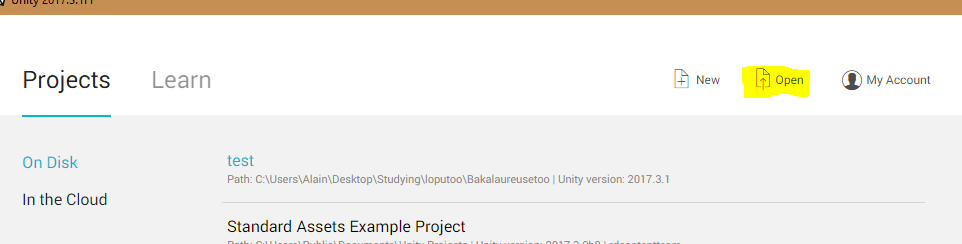 Unity 2017.3.1f1
Projects
Learn
New
Open
My Account
On Disk
In the Cloud
test
Path: C:\Users\Alain\Desktop\Studying\loputoo\Bakalaureusetoo | Unity version: 2017.3.1
Standard Assets Example Project